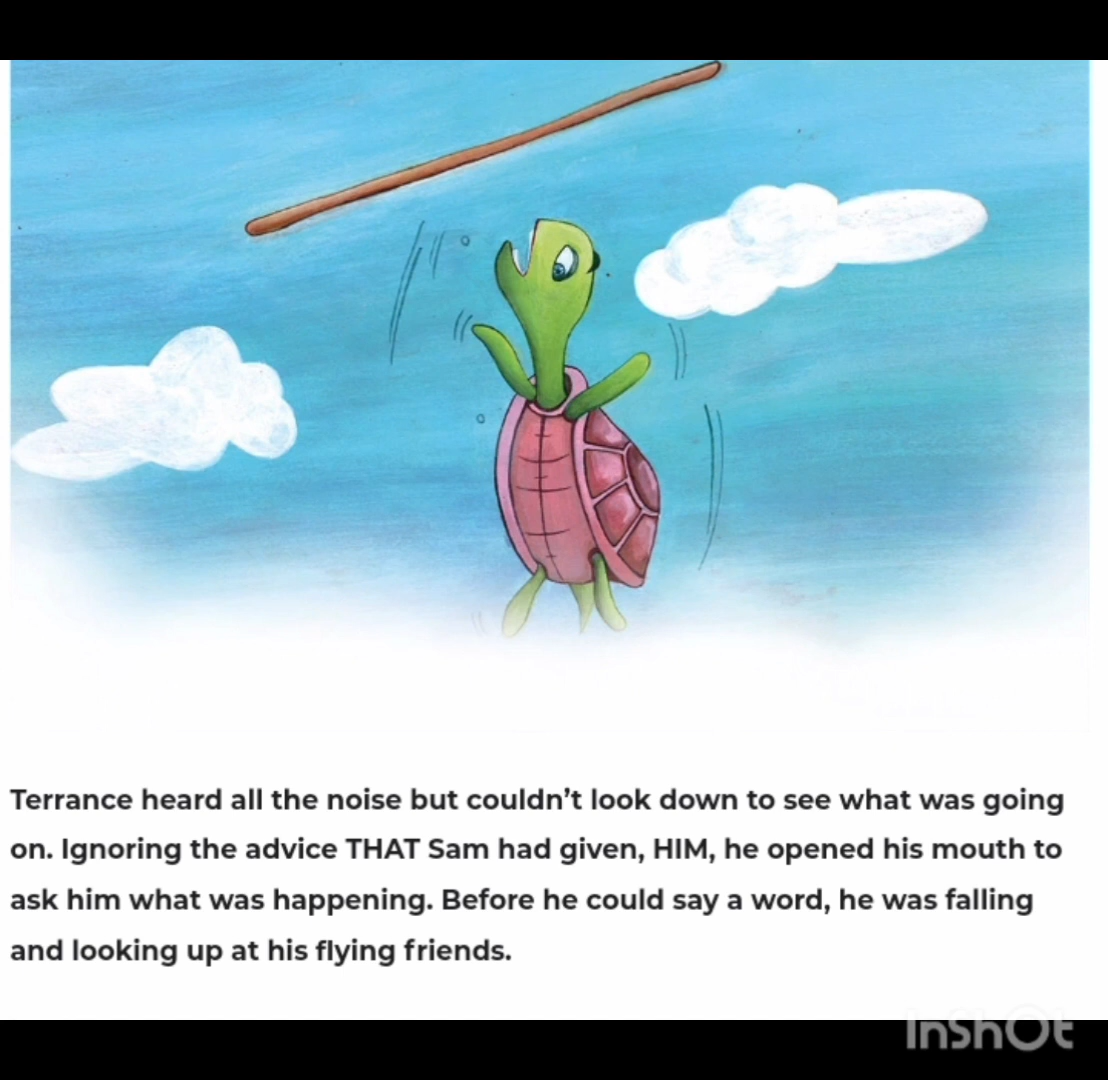 Terrance heard all the noise but couldn’t look down to see what was going
on. Ignoring the advice THAT Sam had given, HIM, he opened his mouth to
ask him what was happening. Before he could say a word, he was falling
and looking up at his flying friends.
InShOt